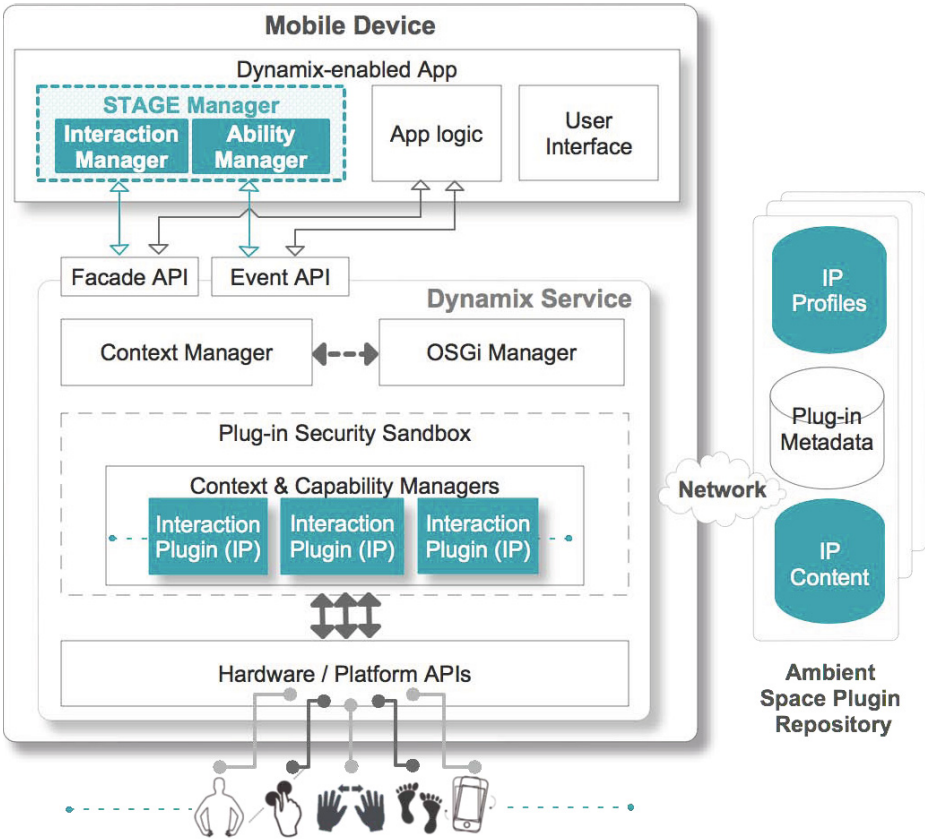 Mobile Device
Dynamix-enabled App
STAGE Manager
Interaction
Manager
Ability
Manager
App logic
User
Interface
Facade API
Event API
Dynamix Service
Context Manager
OSGi Manager
Plug-in Security Sandbox
Context & Capability Managers
Interaction
Plugin (IP)
Interaction
Plugin (IP)
Interaction
Plugin (IP)
Hardware / Platform APIs
Network
IP
Profiles
Plug-in
Metadata
IP
Content
Ambient
Space Plugin
Repository